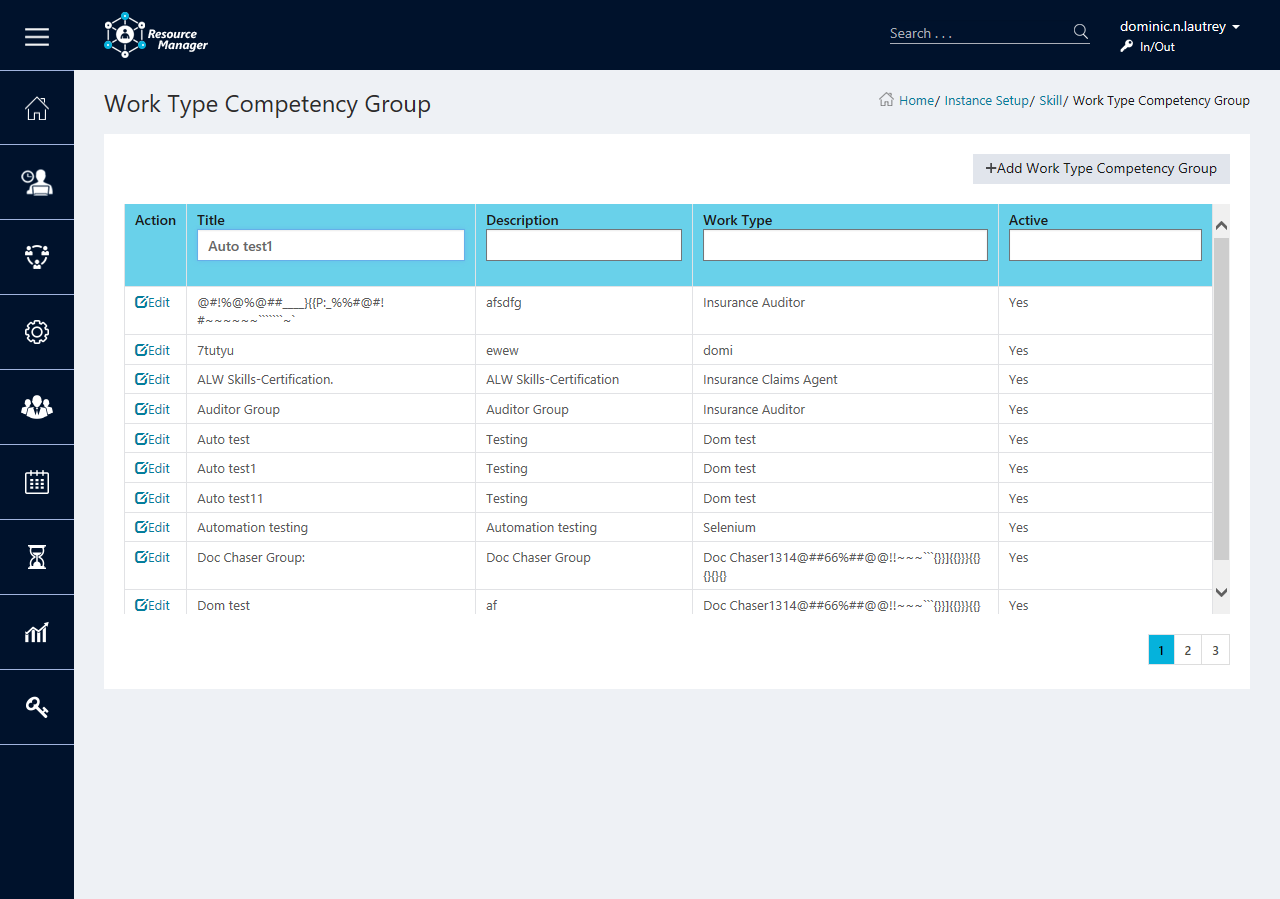 Resource
Manager
Search . . .
dominic.n.lautrey
In/Out
Work Type Competency Group
Home/ Instance Setup/ Skill/ Work Type Competency Group
+Add Work Type Competency Group
Action Title Description Work Type Active
Auto test1
Edit @#!%@%@##____}{{P:_%%#@#! afsdfg Insurance Auditor Yes
#~~~~~~```````~`
Edit 7tutyu ewew domi Yes
Edit ALW Skills-Certification. ALW Skills-Certification Insurance Claims Agent Yes
Edit Auditor Group Auditor Group Insurance Auditor Yes
Edit Auto test Testing Dom test Yes
Edit Auto test1 Testing Dom test Yes
Edit Auto test11 Testing Dom test Yes
Edit Automation testing Automation testing Selenium Yes
Edit Doc Chaser Group: Doc Chaser Group Doc Chaser1314@##66%##@@!!~~~```{}}]{{}}}{{} Yes
{}{}{}
Edit Dom test af Doc Chaser1314@##66%##@@!!~~~```{}}]{{}}}{{} Yes
1 2 3